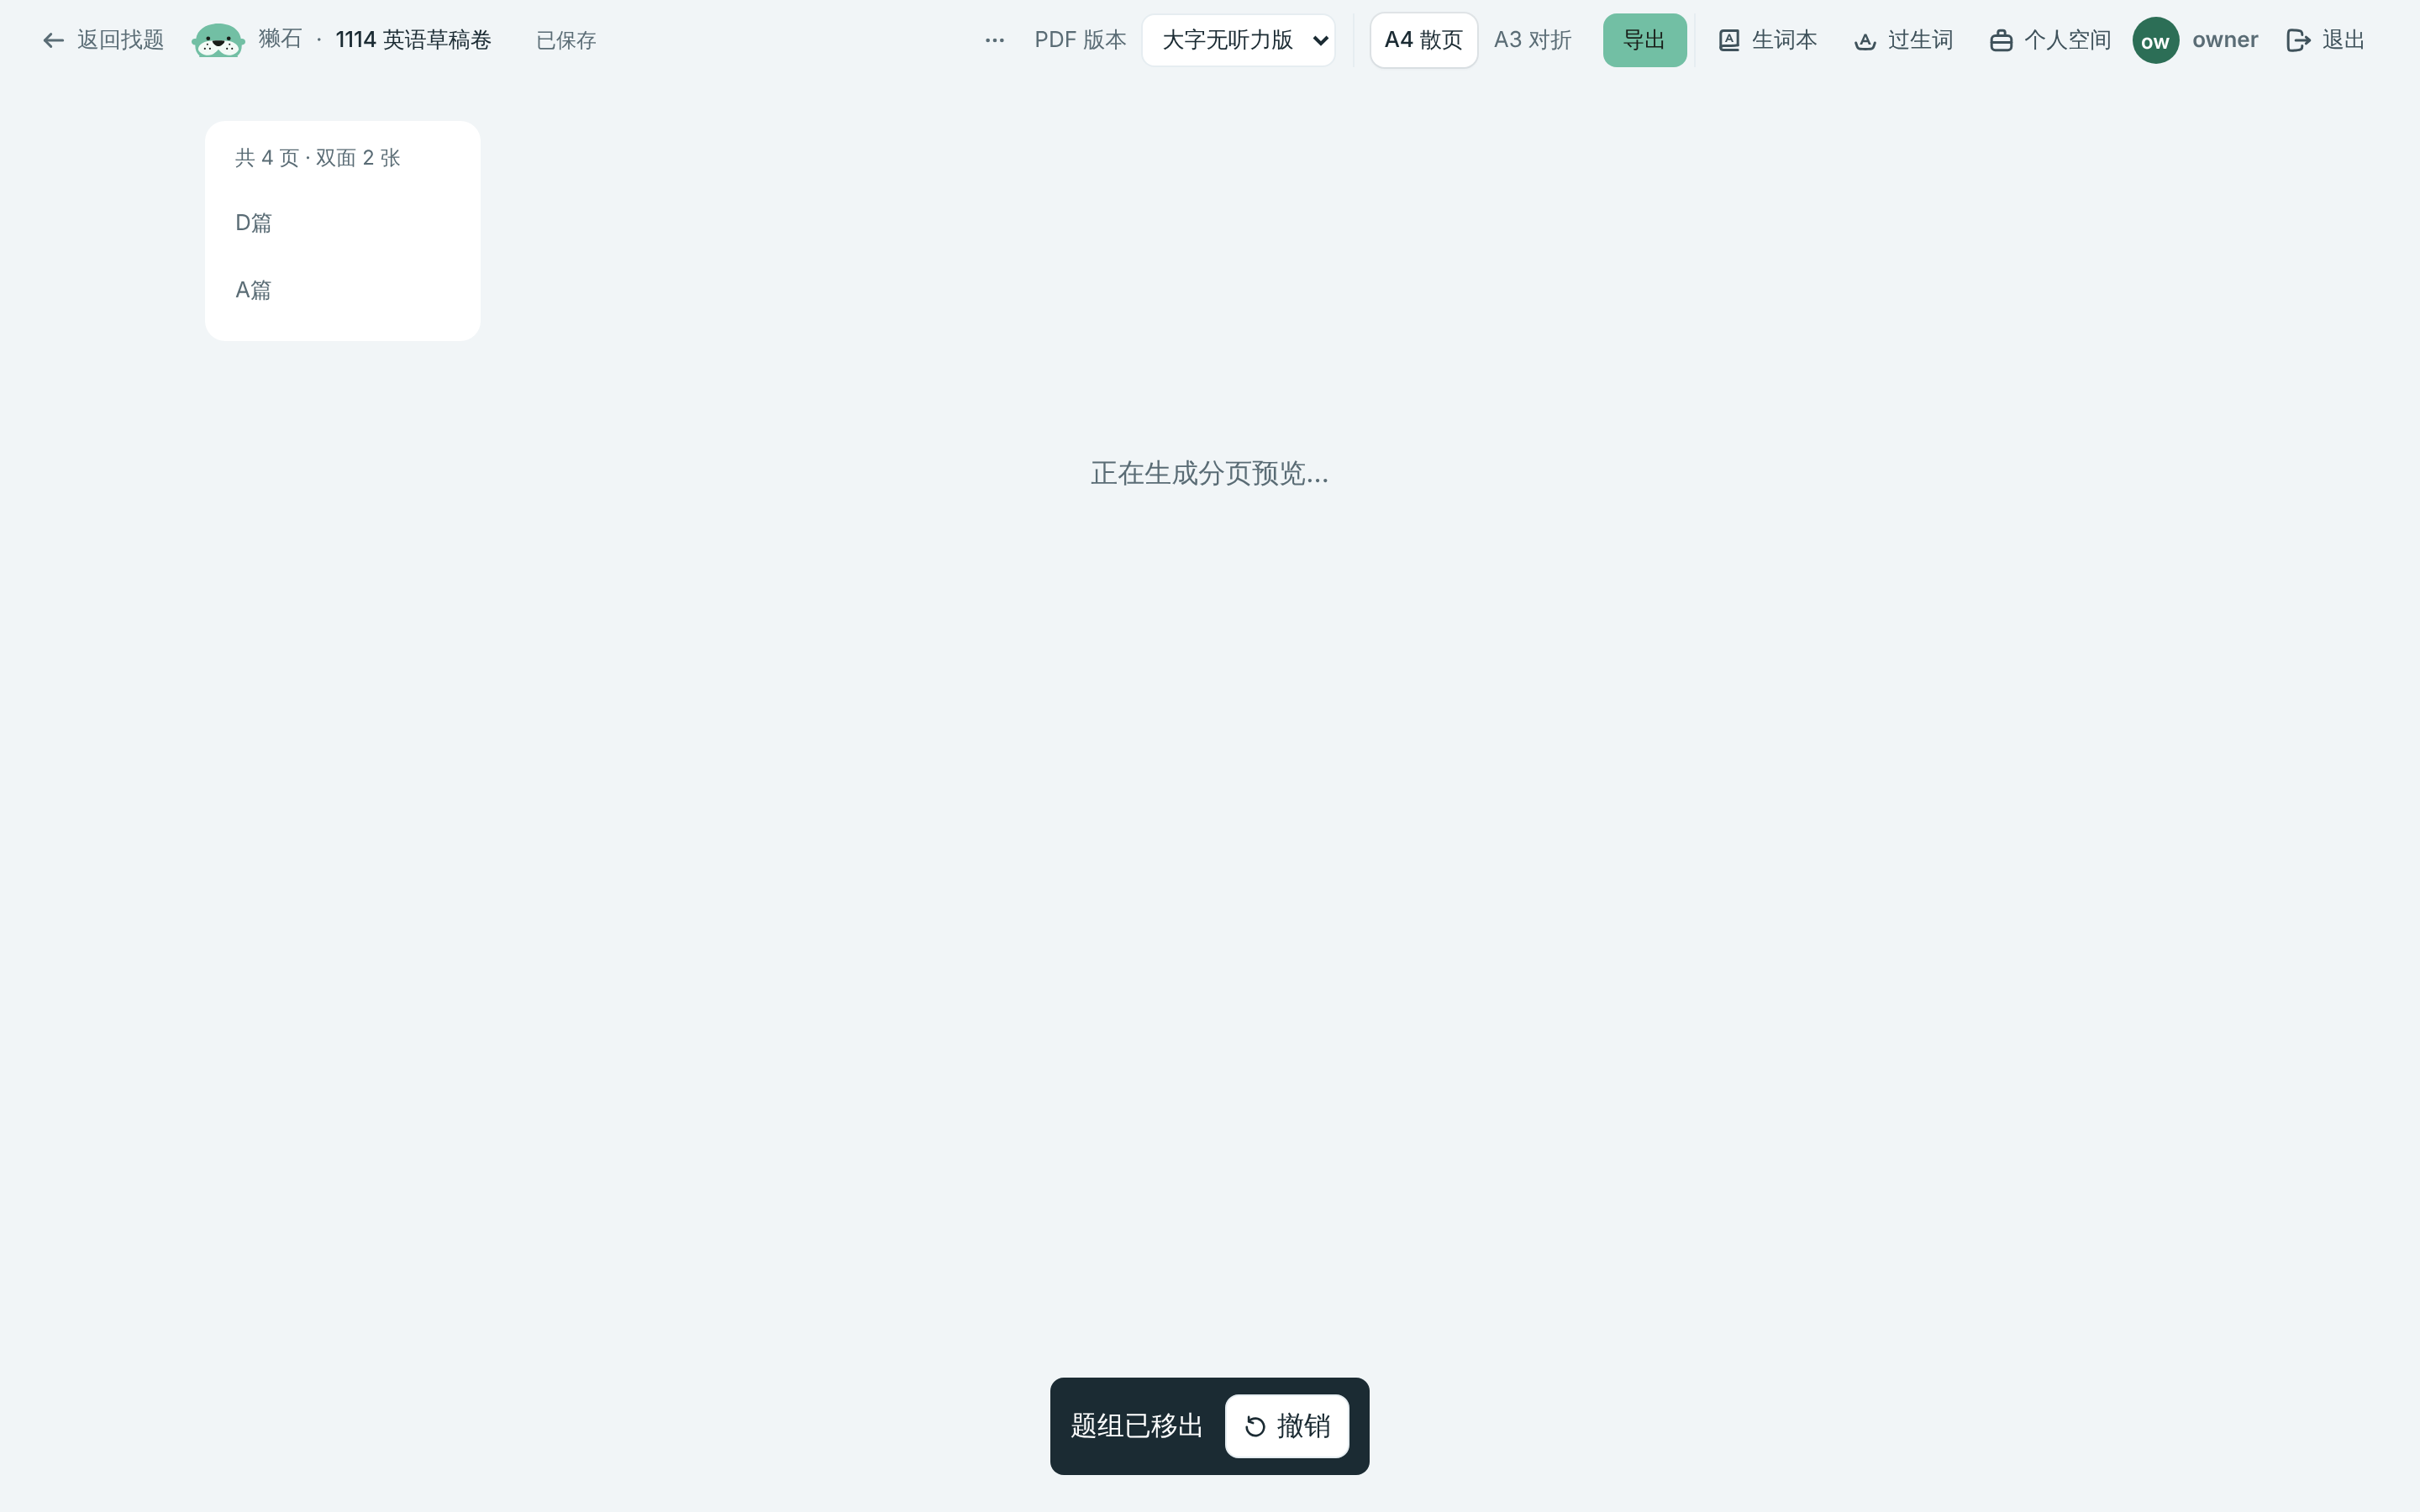 返回找题 獭石 · 1114 英语草稿卷 已保存 ··· PDF 版本 大字无听力版 A4 散页 A3 对折 导出 生词本 过生词 个人空间 ow owner 退出
共 4 页 · 双面 2 张
D篇
A篇
正在生成分页预览...
题组已移出 撤销